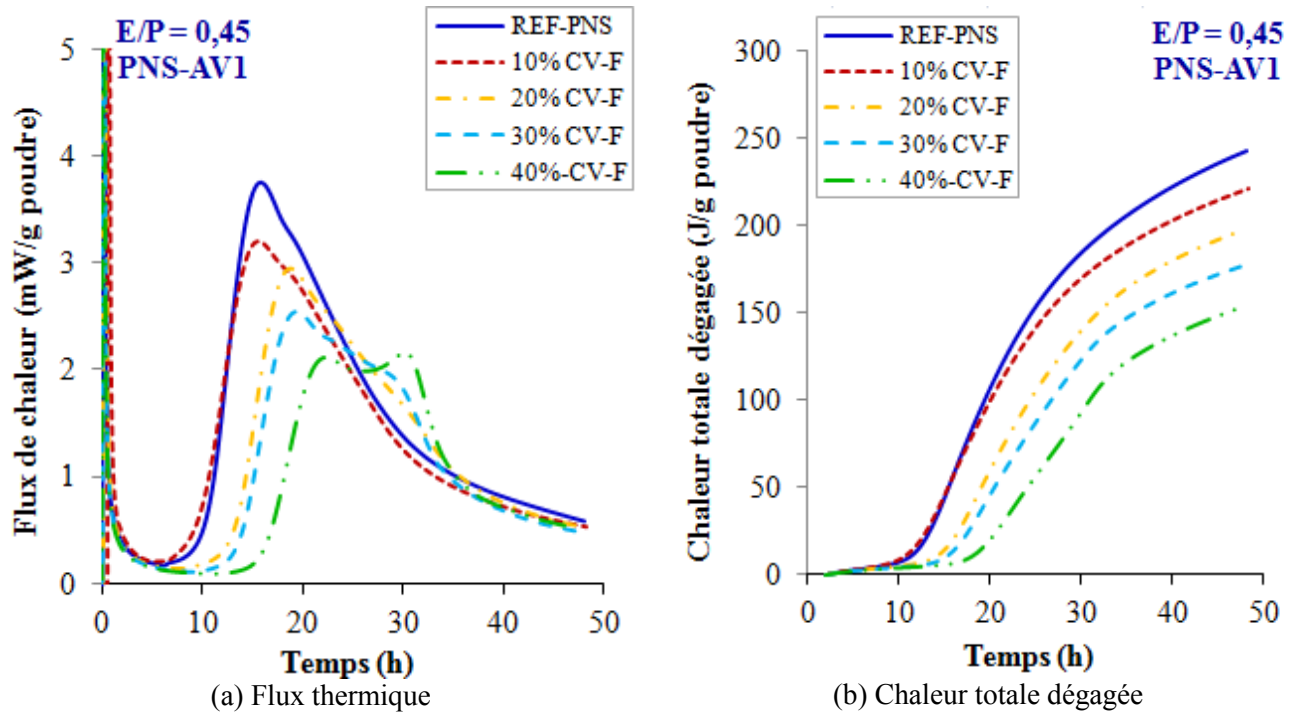 E/P = 0,45
PNS-AV1
REF-PNS
10% CV-F
20% CV-F
30% CV-F
40%-CV-F
Flux de chaleur (mW/g poudre)
5
4
3
2
1
0
0 10 20 30 40 50
Temps (h)
(a) Flux thermique
E/P = 0,45
PNS-AV1
REF-PNS
10% CV-F
20% CV-F
30% CV-F
40%-CV-F
Chaleur totale dégagée (J/g poudre)
300
250
200
150
100
50
0
0 10 20 30 40 50
Temps (h)
(b) Chaleur totale dégagée